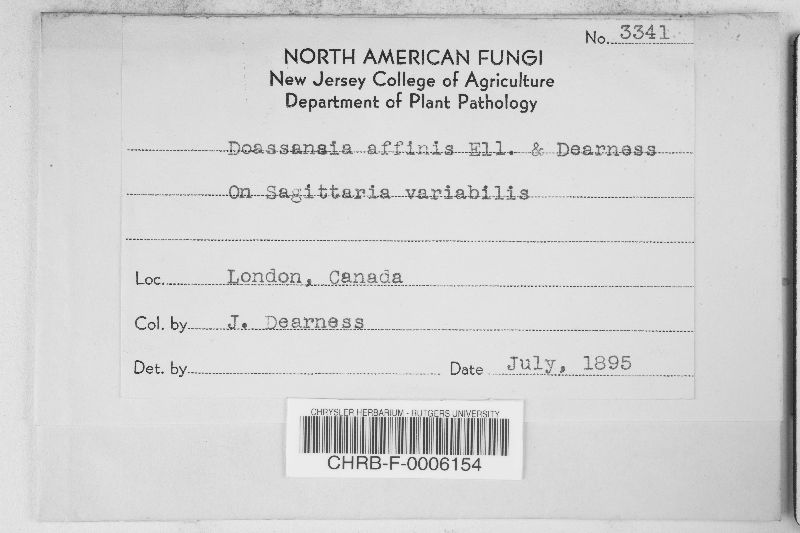 No. 3341
NORTH AMERICAN FUNGI
New Jersey College of Agriculture
Department of Plant Pathology
Doassansia affinis Ell. & Dearness
On Sagittaria variabilis
Loc. London, Canada
Col. by J. Dearness
Det. by Date July, 1895
CHRYSLER HERBARIUM - RUTGERS UNIVERSITY
CHRB-F-0006154